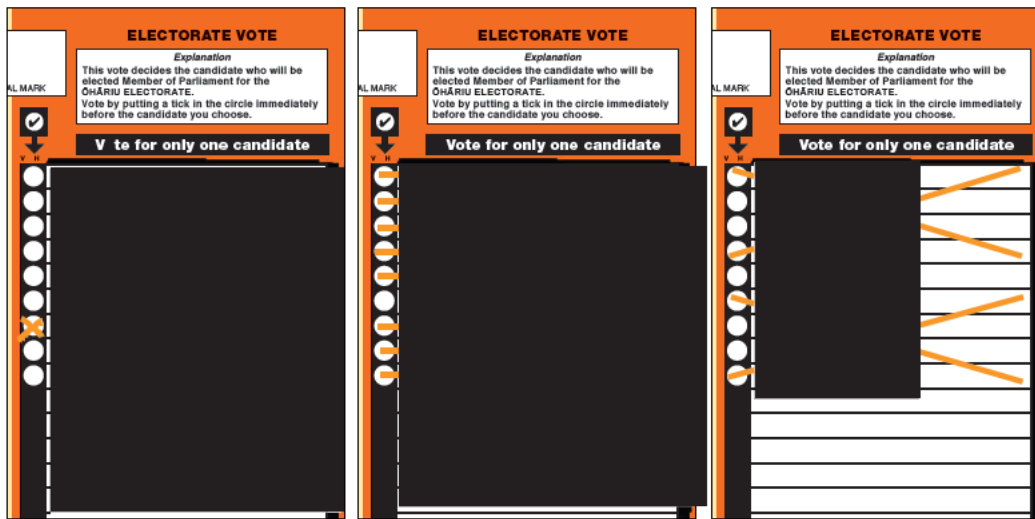 ELECTORATE VOTE
Explanation
This vote decides the candidate who will be
elected Member of Parliament for the
ŌHĀRIU ELECTORATE.
Vote by putting a tick in the circle immediately
before the candidate you choose.
AL MARK
V te for only one candidate
V H
ELECTORATE VOTE
Explanation
This vote decides the candidate who will be
elected Member of Parliament for the
ŌHĀRIU ELECTORATE.
Vote by putting a tick in the circle immediately
before the candidate you choose.
AL MARK
Vote for only one candidate
V H
ELECTORATE VOTE
Explanation
This vote decides the candidate who will be
elected Member of Parliament for the
ŌHĀRIU ELECTORATE.
Vote by putting a tick in the circle immediately
before the candidate you choose.
AL MARK
Vote for only one candidate
V H